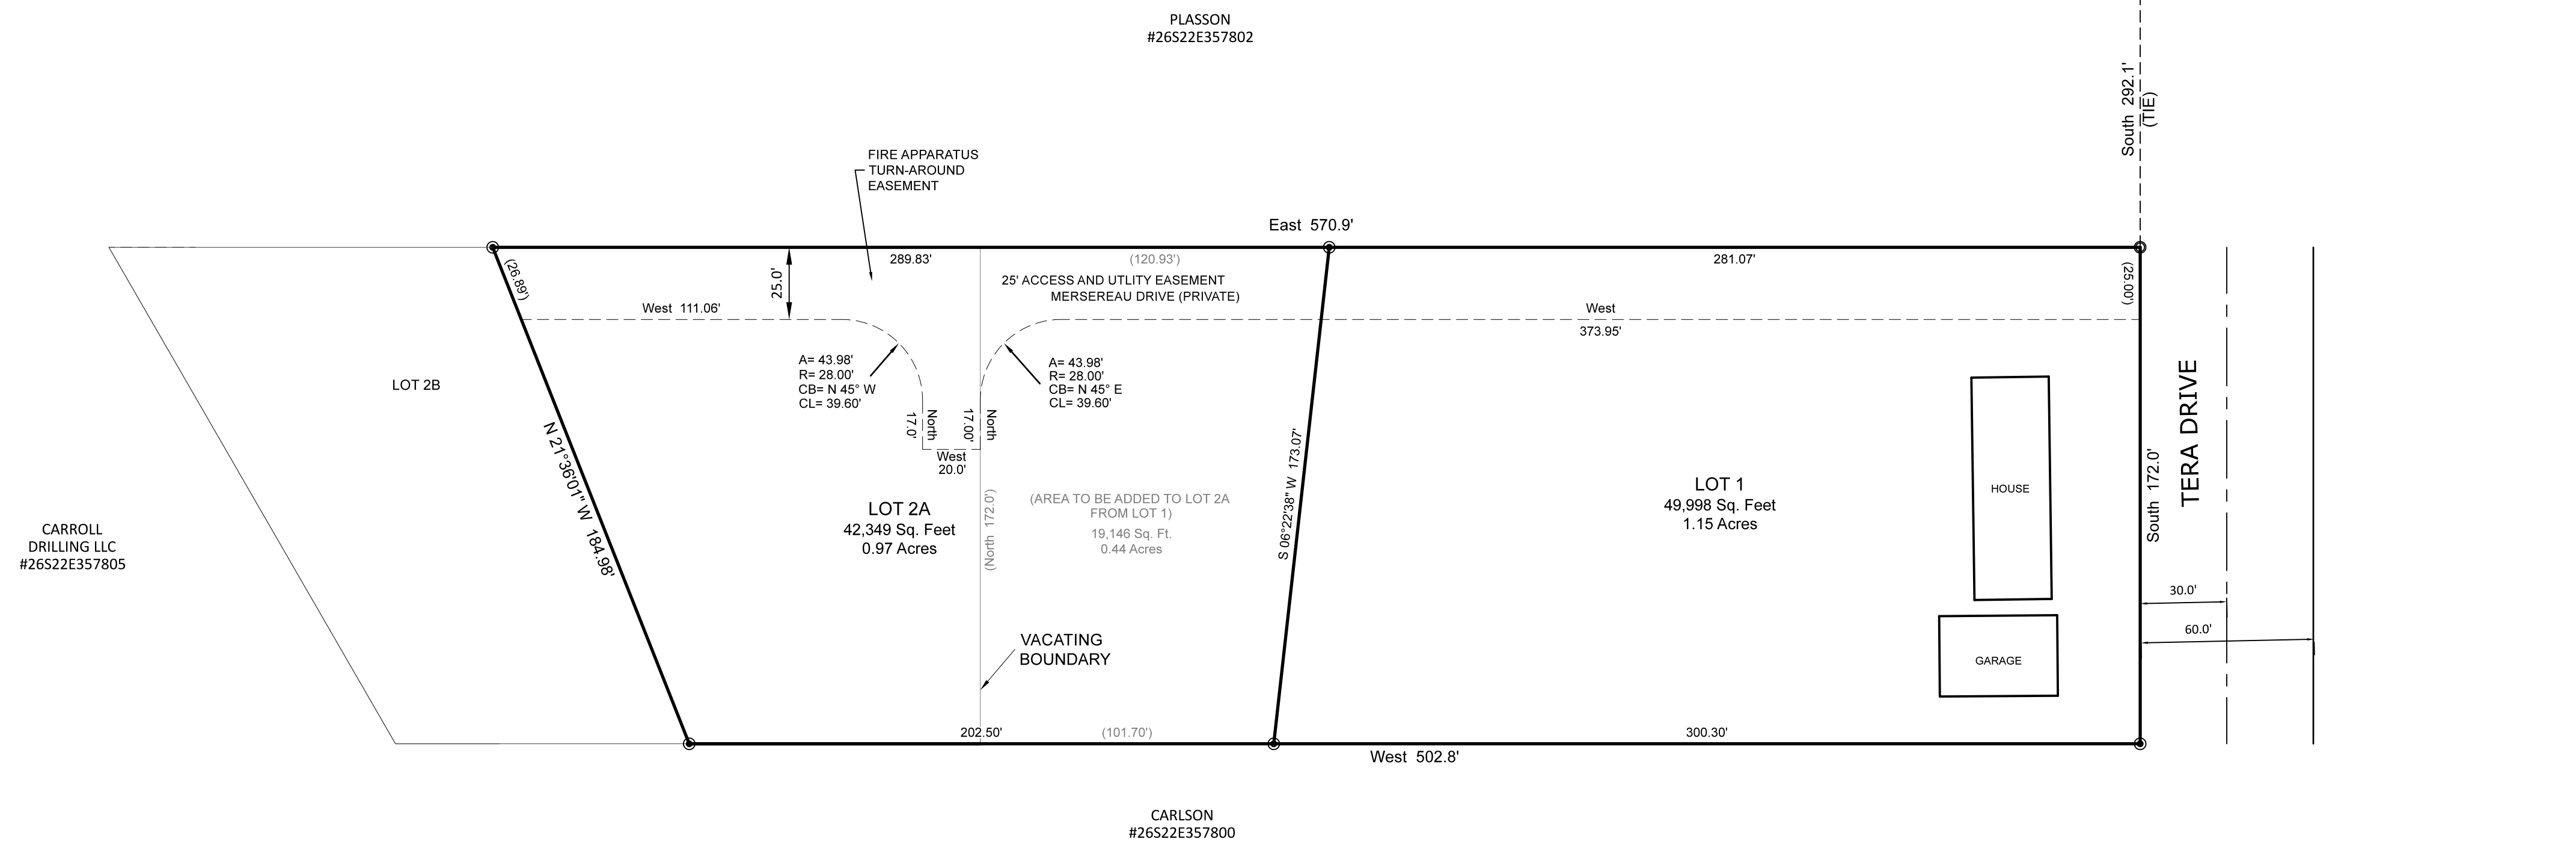 PLASSON
#26S22E357802
South 292.1'
(TIE)
FIRE APPARATUS
TURN-AROUND
EASEMENT
East 570.9'
289.83'
(120.93')
281.07'
(26.89')
25.0'
25' ACCESS AND UTLITY EASEMENT
MERSEREAU DRIVE (PRIVATE)
(25.00')
West 111.06'
West
373.95'
A= 43.98'
R= 28.00'
CB= N 45° W
CL= 39.60'
A= 43.98'
R= 28.00'
CB= N 45° E
CL= 39.60'
LOT 2B
North
17.0'
North
17.00'
West
20.0'
N 21°36'01" W 184.98'
S 06°22'38" W 173.07'
LOT 2A
42,349 Sq. Feet
0.97 Acres
(North 172.0')
(AREA TO BE ADDED TO LOT 2A
FROM LOT 1)
19,146 Sq. Ft.
0.44 Acres
LOT 1
49,998 Sq. Feet
1.15 Acres
HOUSE
GARAGE
South 172.0'
TERA DRIVE
30.0'
60.0'
CARROLL
DRILLING LLC
#26S22E357805
VACATING
BOUNDARY
202.50'
(101.70')
300.30'
West 502.8'
CARLSON
#26S22E357800